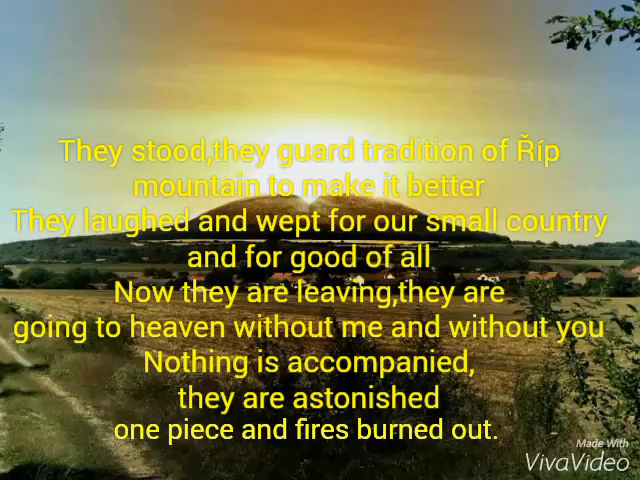 They stood,they guard tradition of Říp
mountain to make it better
They laughed and wept for our small country
and for good of all
Now they are leaving,they are
going to heaven without me and without you
Nothing is accompanied,
they are astonished
one piece and fires burned out.
Made With
VivaVideo